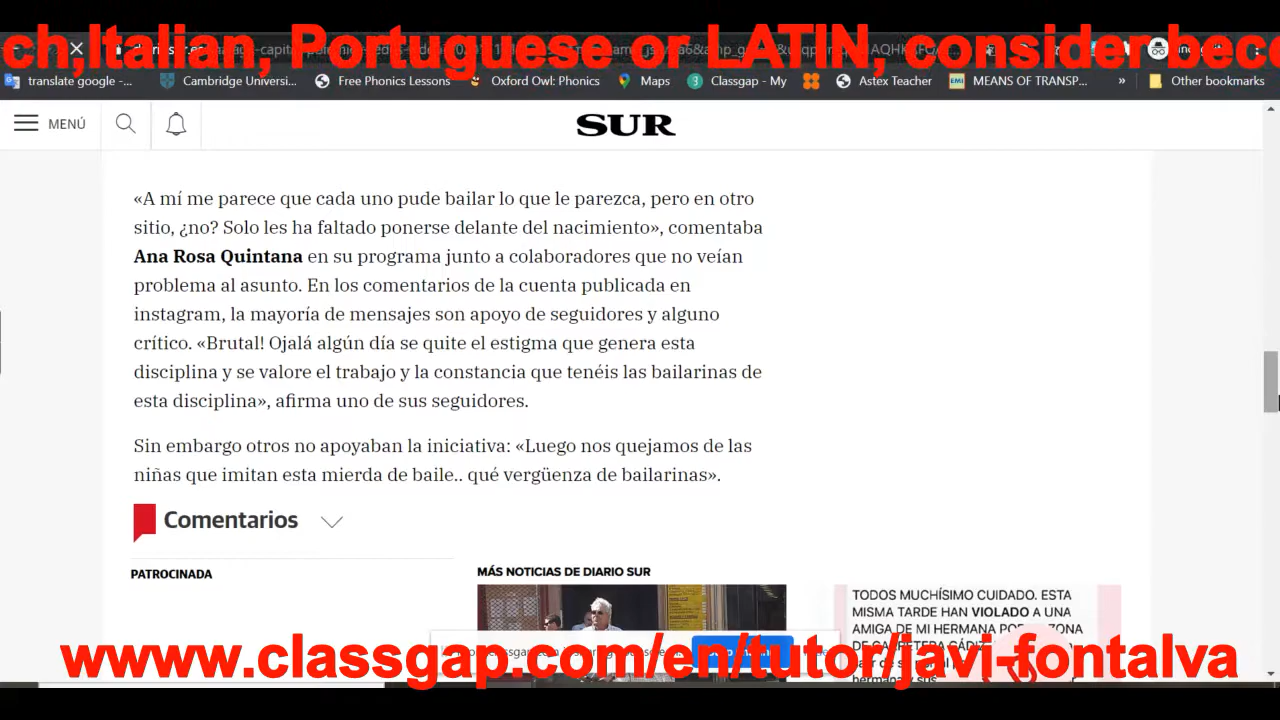 ch,Italian, Portuguese or LATIN, considerbeco
translate google -...
Cambridge Univers...
Free Phonics Lessons
Oxford Owl: Phonics
Maps
Classgap - My
Astex Teacher
MEANS OF TRANSP...
»
Other bookmarks
MENÚ
SUR
«A mí me parece que cada uno pude bailar lo que le parezca, pero en otro
sitio, ¿no? Solo les ha faltado ponerse delante del nacimiento», comentaba
Ana Rosa Quintana en su programa junto a colaboradores que no veían
problema al asunto. En los comentarios de la cuenta publicada en
instagram, la mayoría de mensajes son apoyo de seguidores y alguno
crítico. «Brutal! Ojalá algún día se quite el estigma que genera esta
disciplina y se valore el trabajo y la constancia que tenéis las bailarinas de
esta disciplina», afirma uno de sus seguidores.
Sin embargo otros no apoyaban la iniciativa: «Luego nos quejamos de las
niñas que imitan esta mierda de baile.. qué vergüenza de bailarinas».
Comentarios
PATROCINADA
MÁS NOTICIAS DE DIARIO SUR
TODOS MUCHÍSIMO CUIDADO. ESTA
MISMA TARDE HAN VIOLADO A UNA
AMIGA DE MI HERMANA POR
www.classgap.com/en/tutor/javi-fontalva